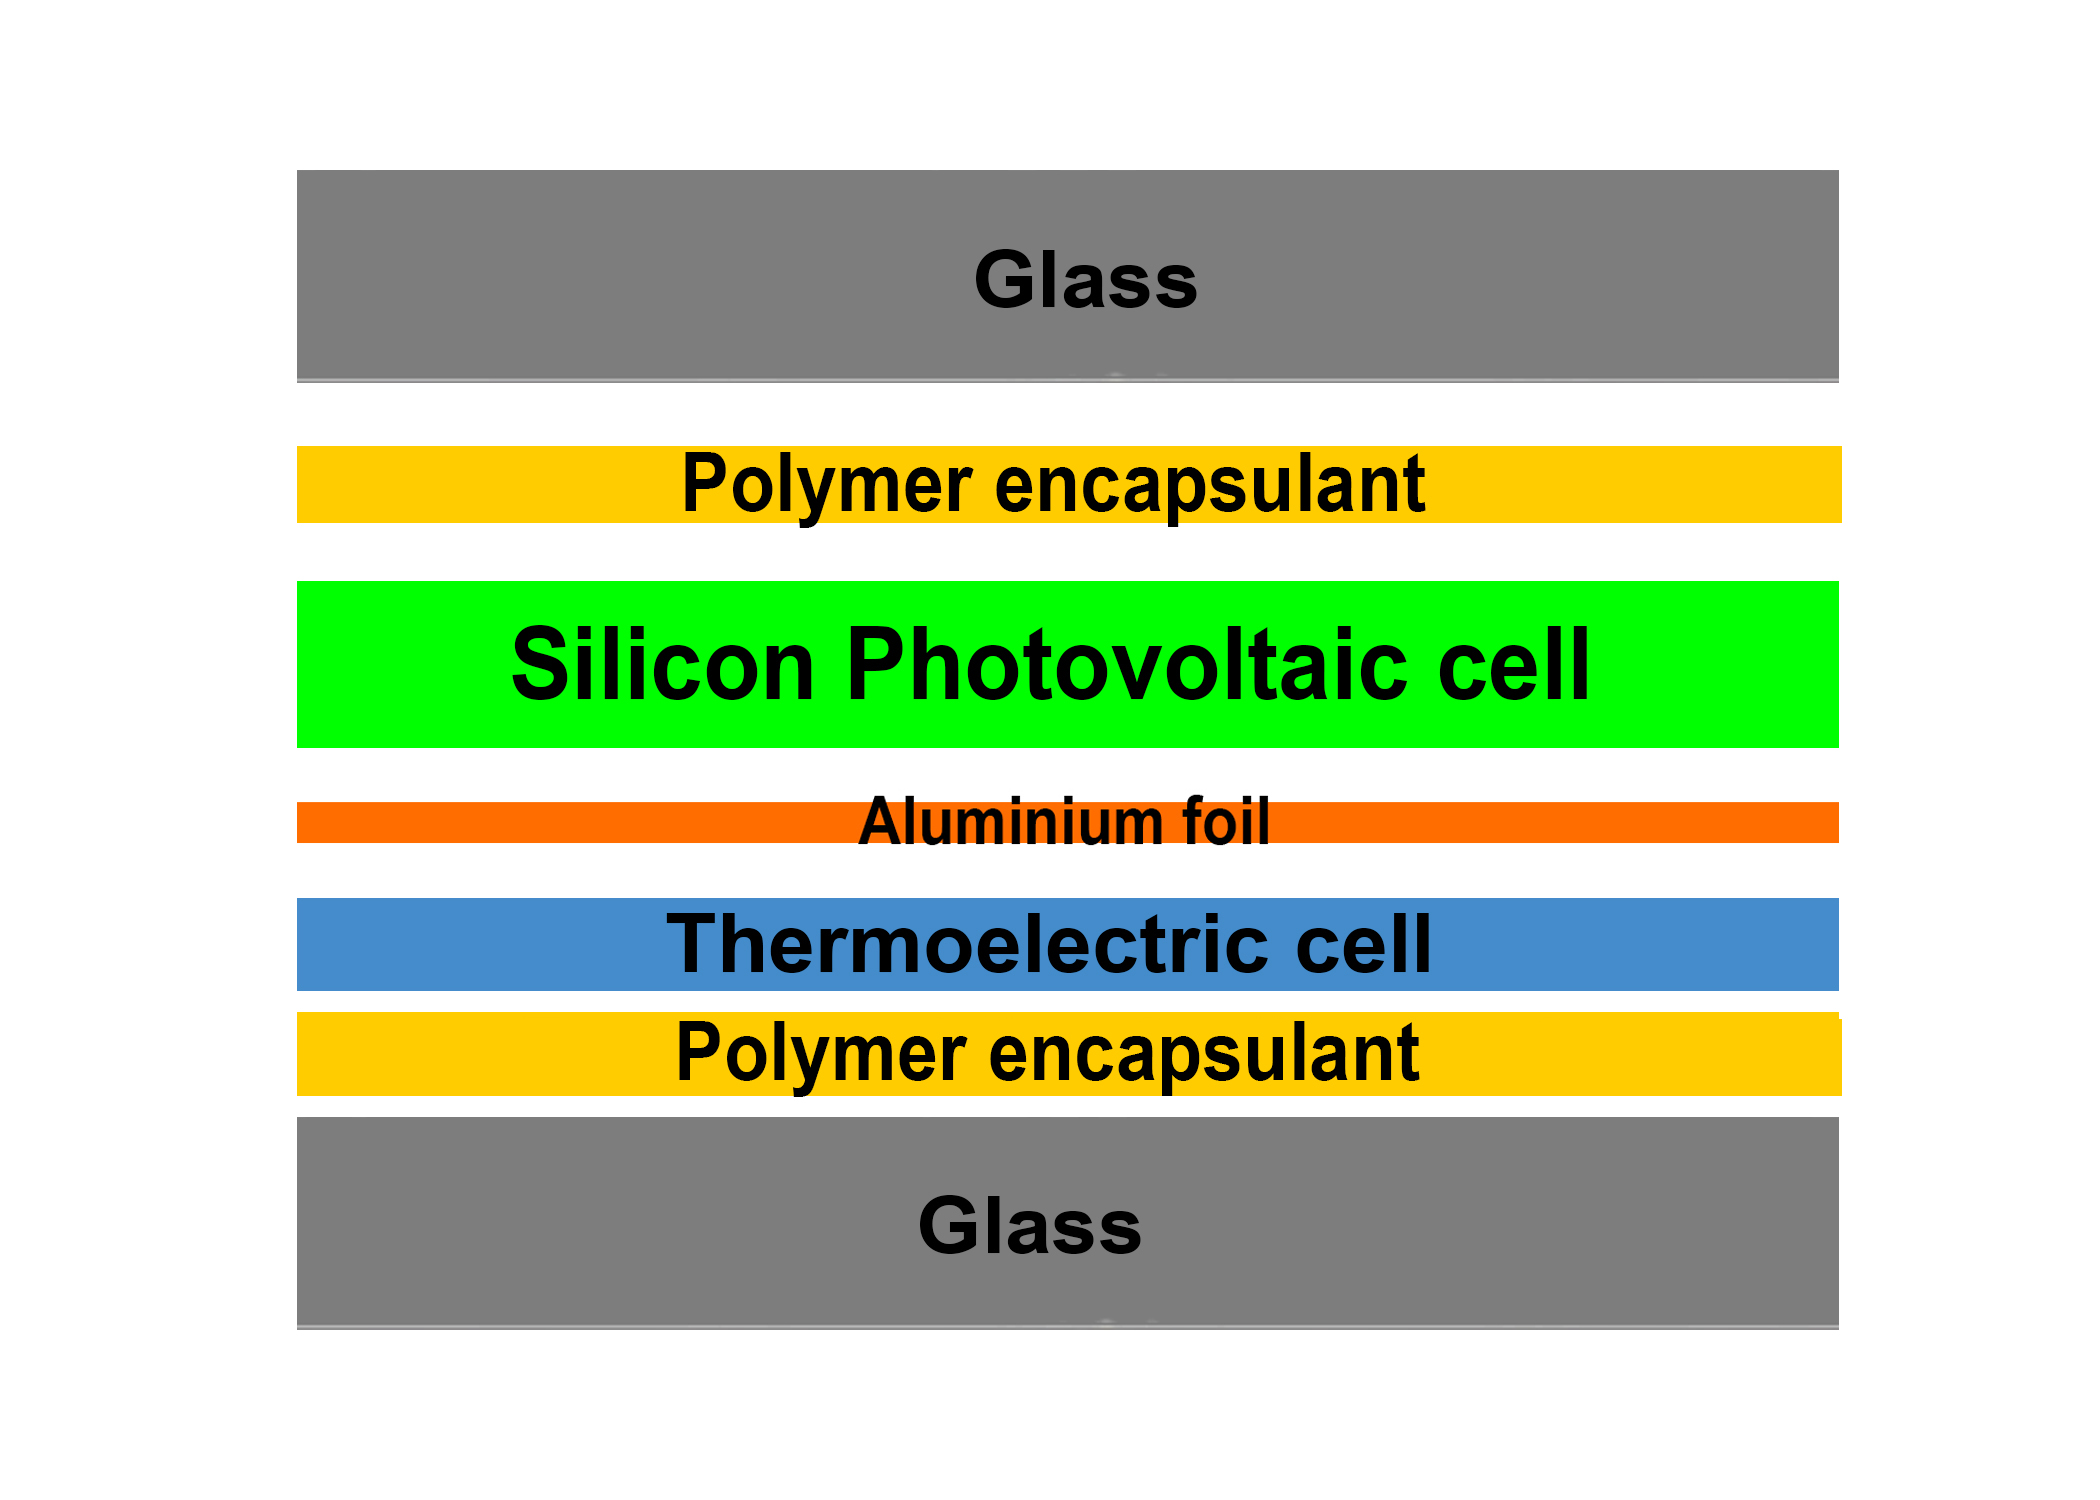 Glass
Polymer encapsulant
Silicon Photovoltaic cell
Aluminium foil
Thermoelectric cell
Polymer encapsulant
Glass